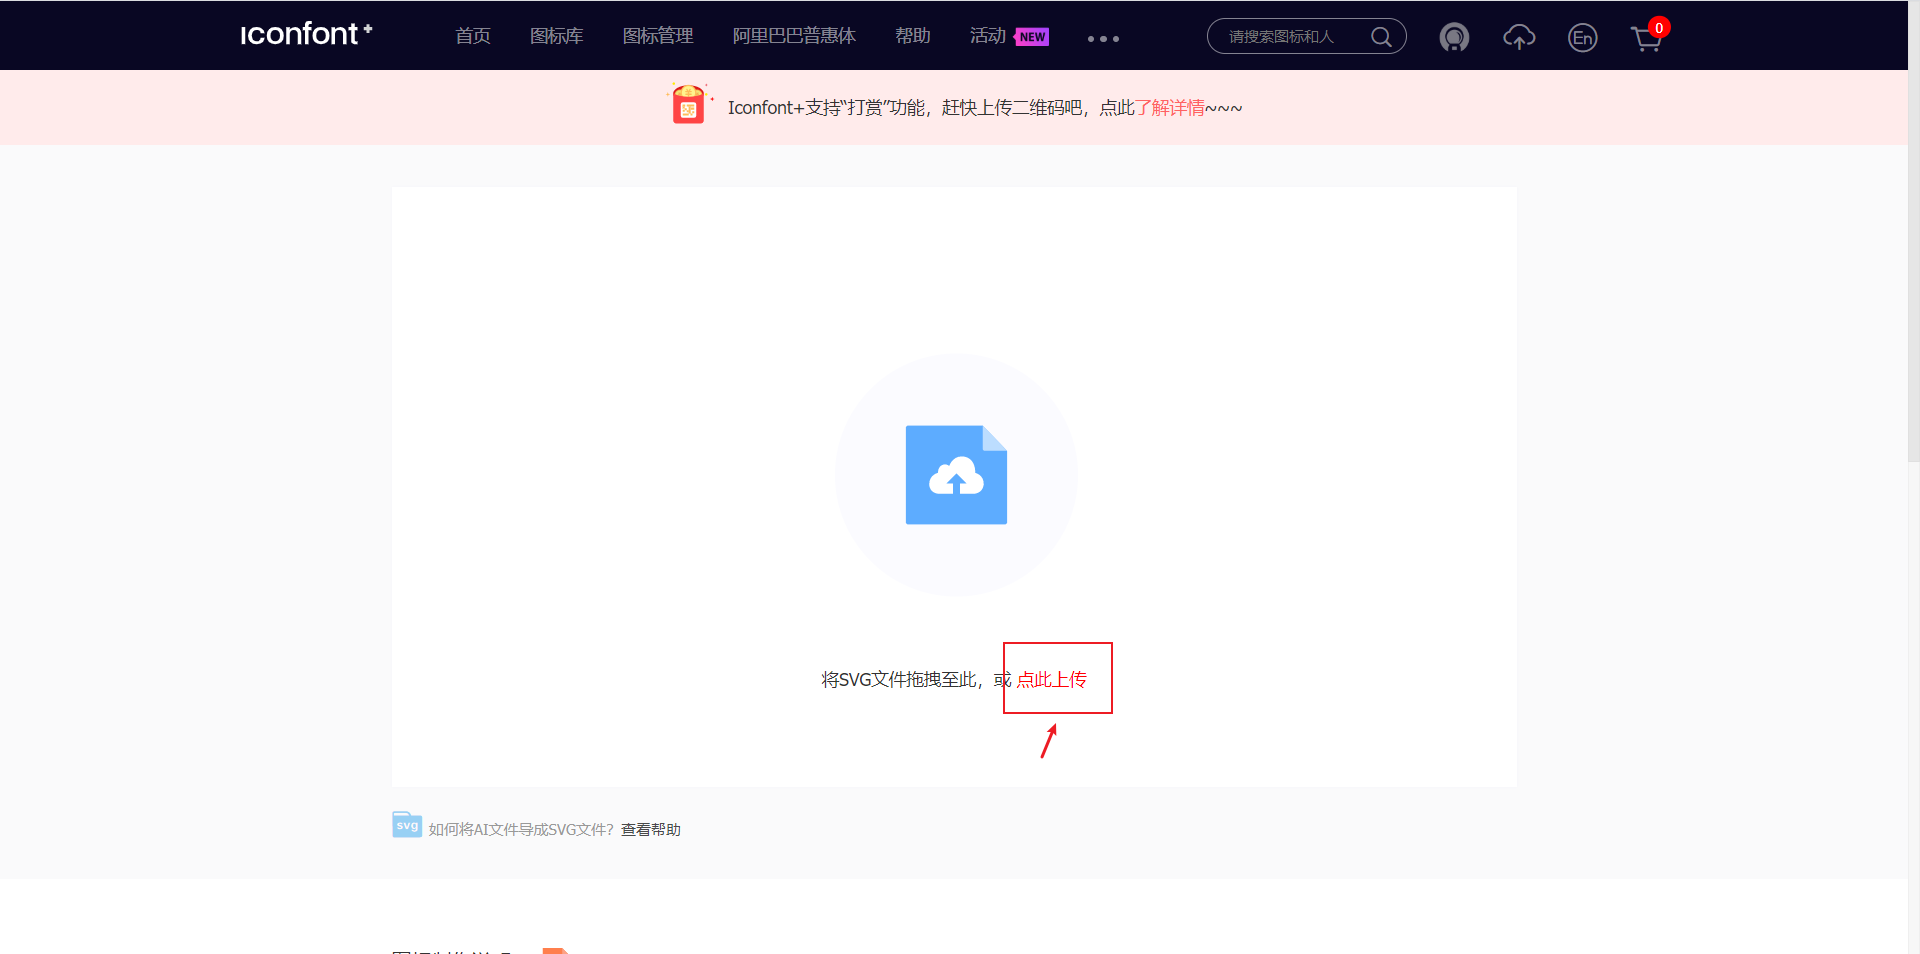 iconfont+
首页 图标库 图标管理 阿里巴巴普惠体 帮助 活动 NEW 请搜索图标和人 En 0
Iconfont+支持“打赏”功能，赶快上传二维码吧，点此了解详情~~~
将SVG文件拖拽至此，或 点此上传
svg 如何将AI文件导成SVG文件？ 查看帮助